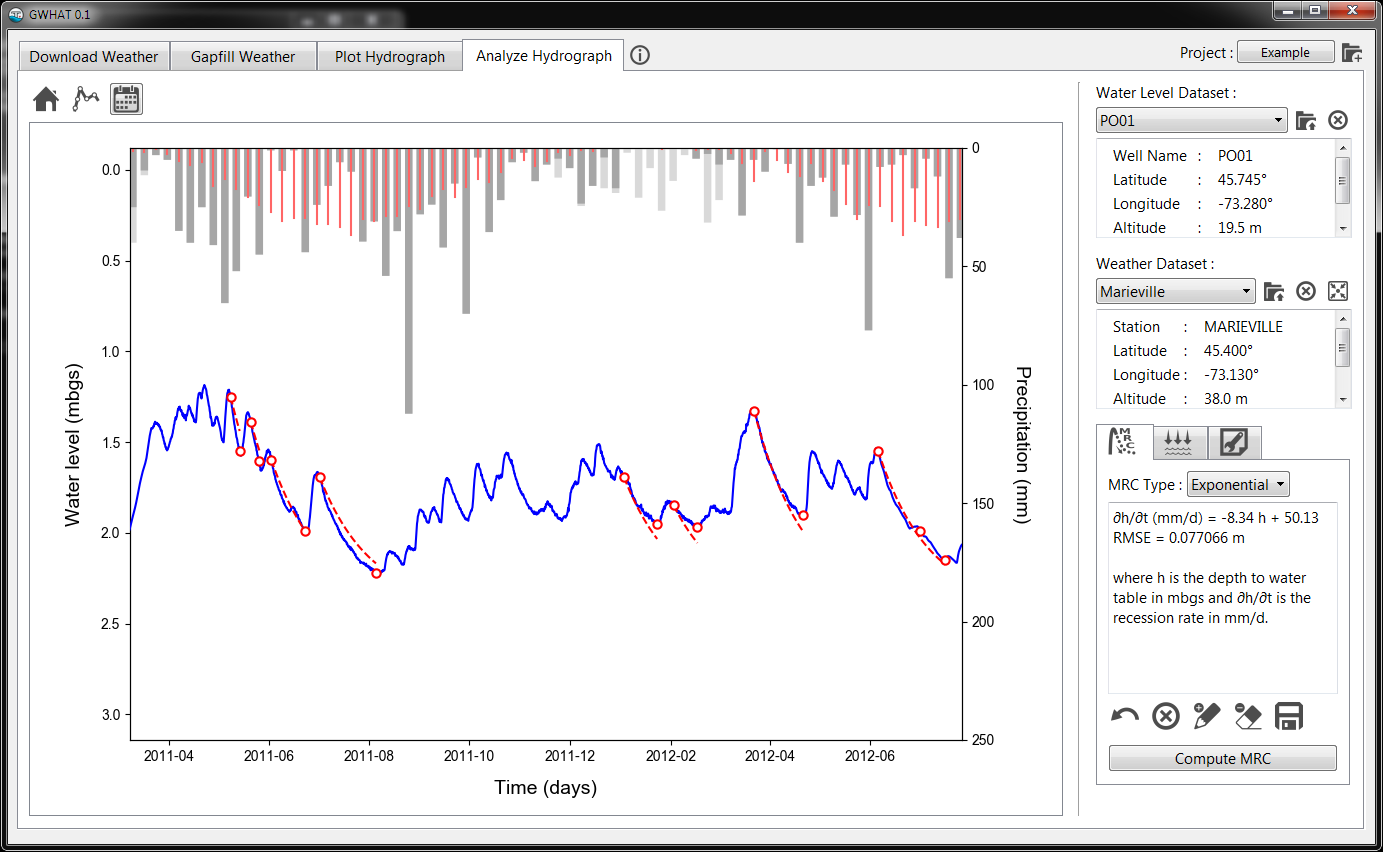 GWHAT 0.1
Download Weather
Gapfill Weather
Plot Hydrograph
Analyze Hydrograph
Project : Example
Water Level Dataset :
PO01
Well Name : PO01
Latitude : 45.745°
Longitude : -73.280°
Altitude : 19.5 m
Weather Dataset :
Marieville
Station : MARIEVILLE
Latitude : 45.400°
Longitude : -73.130°
Altitude : 38.0 m
MRC
MRC Type : Exponential
∂h/∂t (mm/d) = -8.34 h + 50.13
RMSE = 0.077066 m
where h is the depth to water
table in mbgs and ∂h/∂t is the
recession rate in mm/d.
Compute MRC
Water level (mbgs)
0.0
0.5
1.0
1.5
2.0
2.5
3.0
Precipitation (mm)
0
50
100
150
200
250
2011-04
2011-06
2011-08
2011-10
2011-12
2012-02
2012-04
2012-06
Time (days)